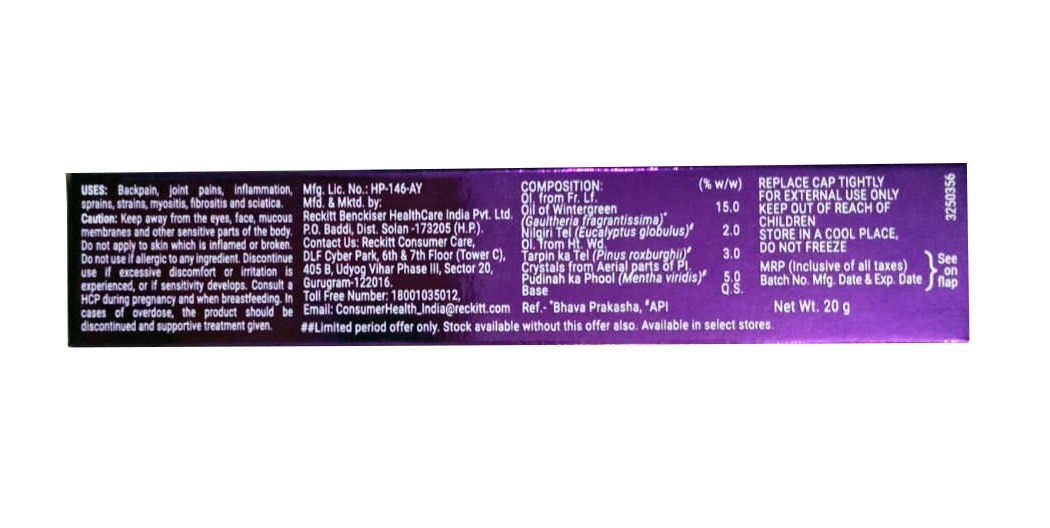 USES: Backpain, joint pains, inflammation,
sprains, strains, myositis, fibrositis and sciatica.
Caution: Keep away from the eyes, face, mucous
membranes and other sensitive parts of the body.
Do not apply to skin which is inflamed or broken.
Do not use if allergic to any ingredient. Discontinue
use if excessive discomfort or irritation is
experienced, or if sensitivity develops. Consult a
HCP during pregnancy and when breastfeeding. In
cases of overdose, the product should be
discontinued and supportive treatment given.
Mfg. Lic. No.: HP-146-AY
Mfd. & Mktd. by:
Reckitt Benckiser HealthCare India Pvt. Ltd.
P.O. Baddi, Dist. Solan -173205 (H.P.).
Contact Us: Reckitt Consumer Care,
DLF Cyber Park, 6th & 7th Floor (Tower C),
405 B, Udyog Vihar Phase III, Sector 20,
Gurugram-122016.
Toll Free Number: 18001035012,
Email: ConsumerHealth_India@reckitt.com
COMPOSITION: (% w/w)
Ol. from Fr. Lf.
Oil of Wintergreen 15.0
(Gaultheria fragrantissima)*
Nilgiri Tel (Eucalyptus globulus)# 2.0
Ol. from Ht. Wd.
Tarpin ka Tel (Pinus roxburghii)# 3.0
Crystals from Aerial parts of Pl.
Pudinah ka Phool (Mentha viridis)# 5.0
Base Q.S.
Ref.- *Bhava Prakasha, #API
##Limited period offer only. Stock available without this offer also. Available in select stores.
REPLACE CAP TIGHTLY
FOR EXTERNAL USE ONLY
KEEP OUT OF REACH OF
CHILDREN
STORE IN A COOL PLACE,
DO NOT FREEZE
MRP (Inclusive of all taxes)
Batch No. Mfg. Date & Exp. Date
See
on
flap
Net Wt. 20 g
3250356